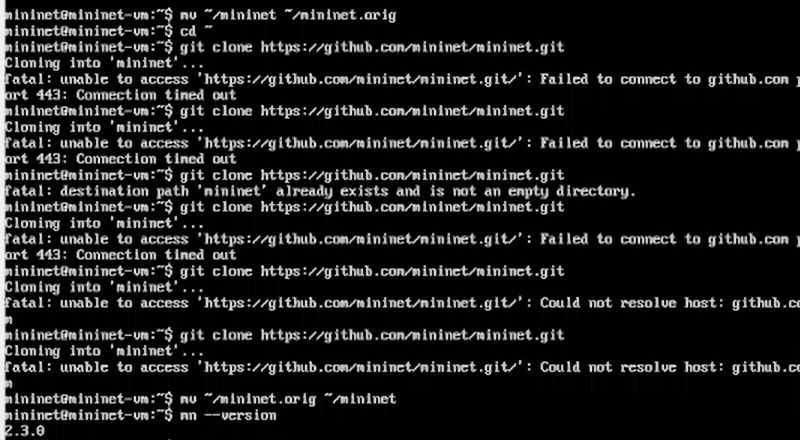 mininet@mininet-vm:~$ mv ~/mininet ~/mininet.orig
mininet@mininet-vm:~$ cd ~
mininet@mininet-vm:~$ git clone https://github.com/mininet/mininet.git
Cloning into 'mininet'...
fatal: unable to access 'https://github.com/mininet/mininet.git/': Failed to connect to github.com p
ort 443: Connection timed out
mininet@mininet-vm:~$ git clone https://github.com/mininet/mininet.git
Cloning into 'mininet'...
fatal: unable to access 'https://github.com/mininet/mininet.git/': Failed to connect to github.com p
ort 443: Connection timed out
mininet@mininet-vm:~$ git clone https://github.com/mininet/mininet.git
fatal: destination path 'mininet' already exists and is not an empty directory.
mininet@mininet-vm:~$ git clone https://github.com/mininet/mininet.git
Cloning into 'mininet'...
fatal: unable to access 'https://github.com/mininet/mininet.git/': Failed to connect to github.com p
ort 443: Connection timed out
mininet@mininet-vm:~$ git clone https://github.com/mininet/mininet.git
Cloning into 'mininet'...
fatal: unable to access 'https://github.com/mininet/mininet.git/': Could not resolve host: github.co
m
mininet@mininet-vm:~$ git clone https://github.com/mininet/mininet.git
Cloning into 'mininet'...
fatal: unable to access 'https://github.com/mininet/mininet.git/': Could not resolve host: github.co
m
mininet@mininet-vm:~$ mv ~/mininet.orig ~/mininet
mininet@mininet-vm:~$ mn --version
2.3.0